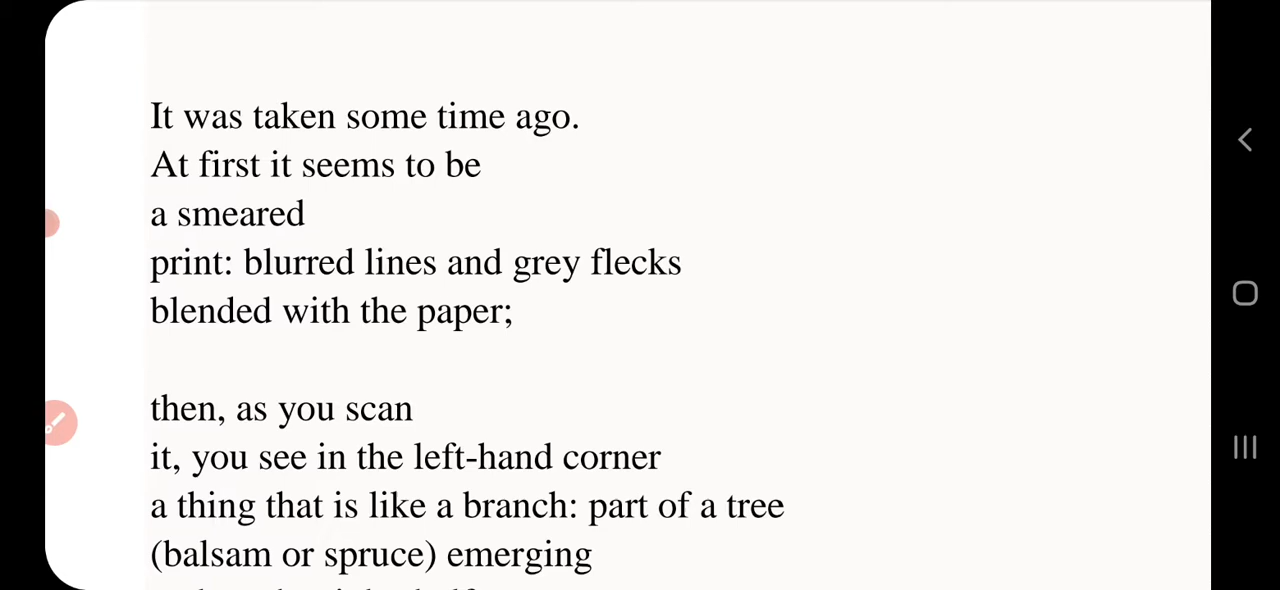 It was taken some time ago.
At first it seems to be
a smeared
print: blurred lines and grey flecks
blended with the paper;
then, as you scan
it, you see in the left-hand corner
a thing that is like a branch: part of a tree
(balsam or spruce) emerging